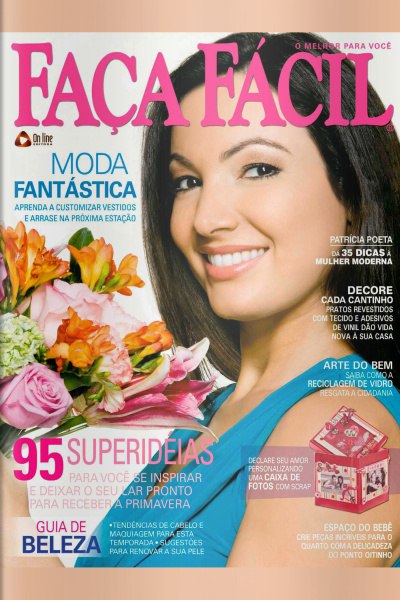 O MELHOR PARA VOCÊ
FAÇA FÁCIL
On line
EDITORA
MODA
FANTÁSTICA
APRENDA A CUSTOMIZAR VESTIDOS
E ARRASE NA PRÓXIMA ESTAÇÃO
PATRÍCIA POETA
DÁ 35 DICAS À
MULHER MODERNA
DECORE
CADA CANTINHO
PRATOS REVESTIDOS
COM TECIDO E ADESIVOS
DE VINIL DÃO VIDA
NOVA À SUA CASA
ARTE DO BEM
SAIBA COMO A
RECICLAGEM DE VIDRO
RESGATA A CIDADANIA
95 SUPERIDEIAS
PARA VOCÊ SE INSPIRAR
E DEIXAR O SEU LAR PRONTO
PARA RECEBER A PRIMAVERA
DECLARE SEU AMOR
PERSONALIZANDO
UMA CAIXA DE
FOTOS COM SCRAP
GUIA DE
BELEZA
•TENDÊNCIAS DE CABELO E
MAQUIAGEM PARA ESTA
TEMPORADA • SUGESTÕES
PARA RENOVAR A SUA PELE
ESPAÇO DO BEBÊ
CRIE PEÇAS INCRÍVEIS PARA O
QUARTO COM A DELICADEZA
DO PONTO OITINHO